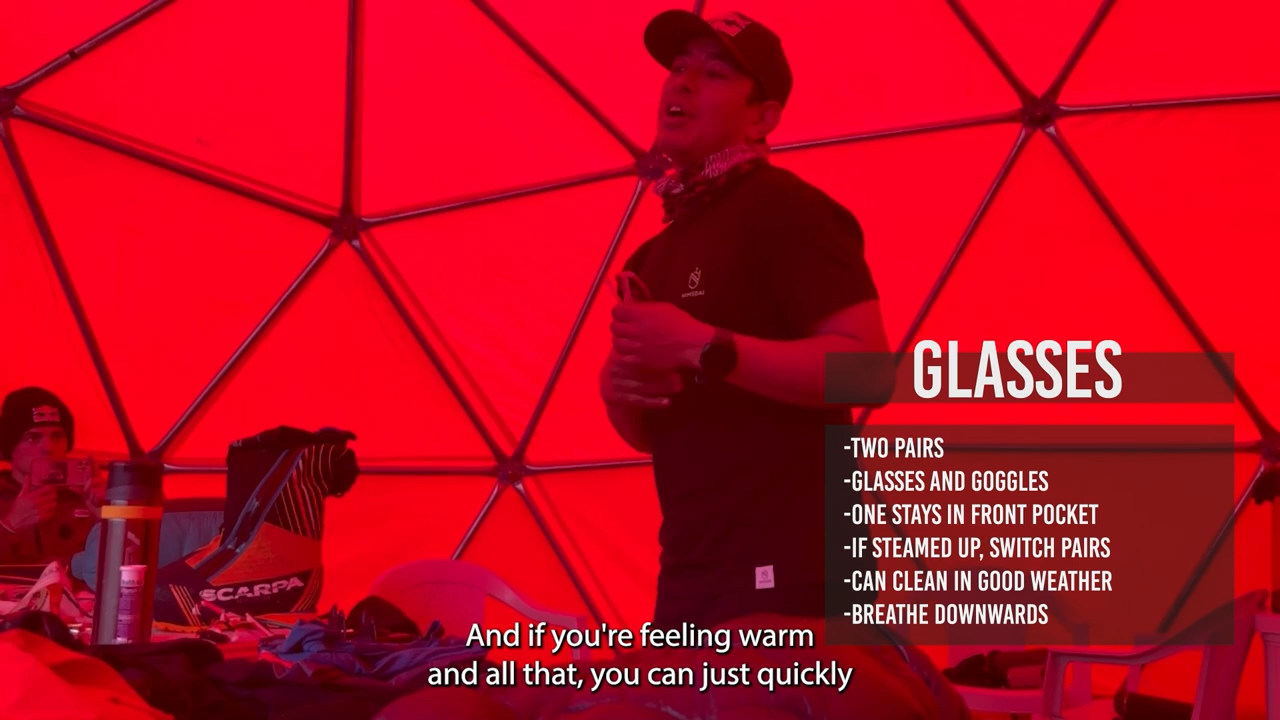 GLASSES
-TWO PAIRS
-GLASSES AND GOGGLES
-ONE STAYS IN FRONT POCKET
-IF STEAMED UP, SWITCH PAIRS
-CAN CLEAN IN GOOD WEATHER
-BREATHE DOWNWARDS
SCARPA
And if you're feeling warm
and all that, you can just quickly